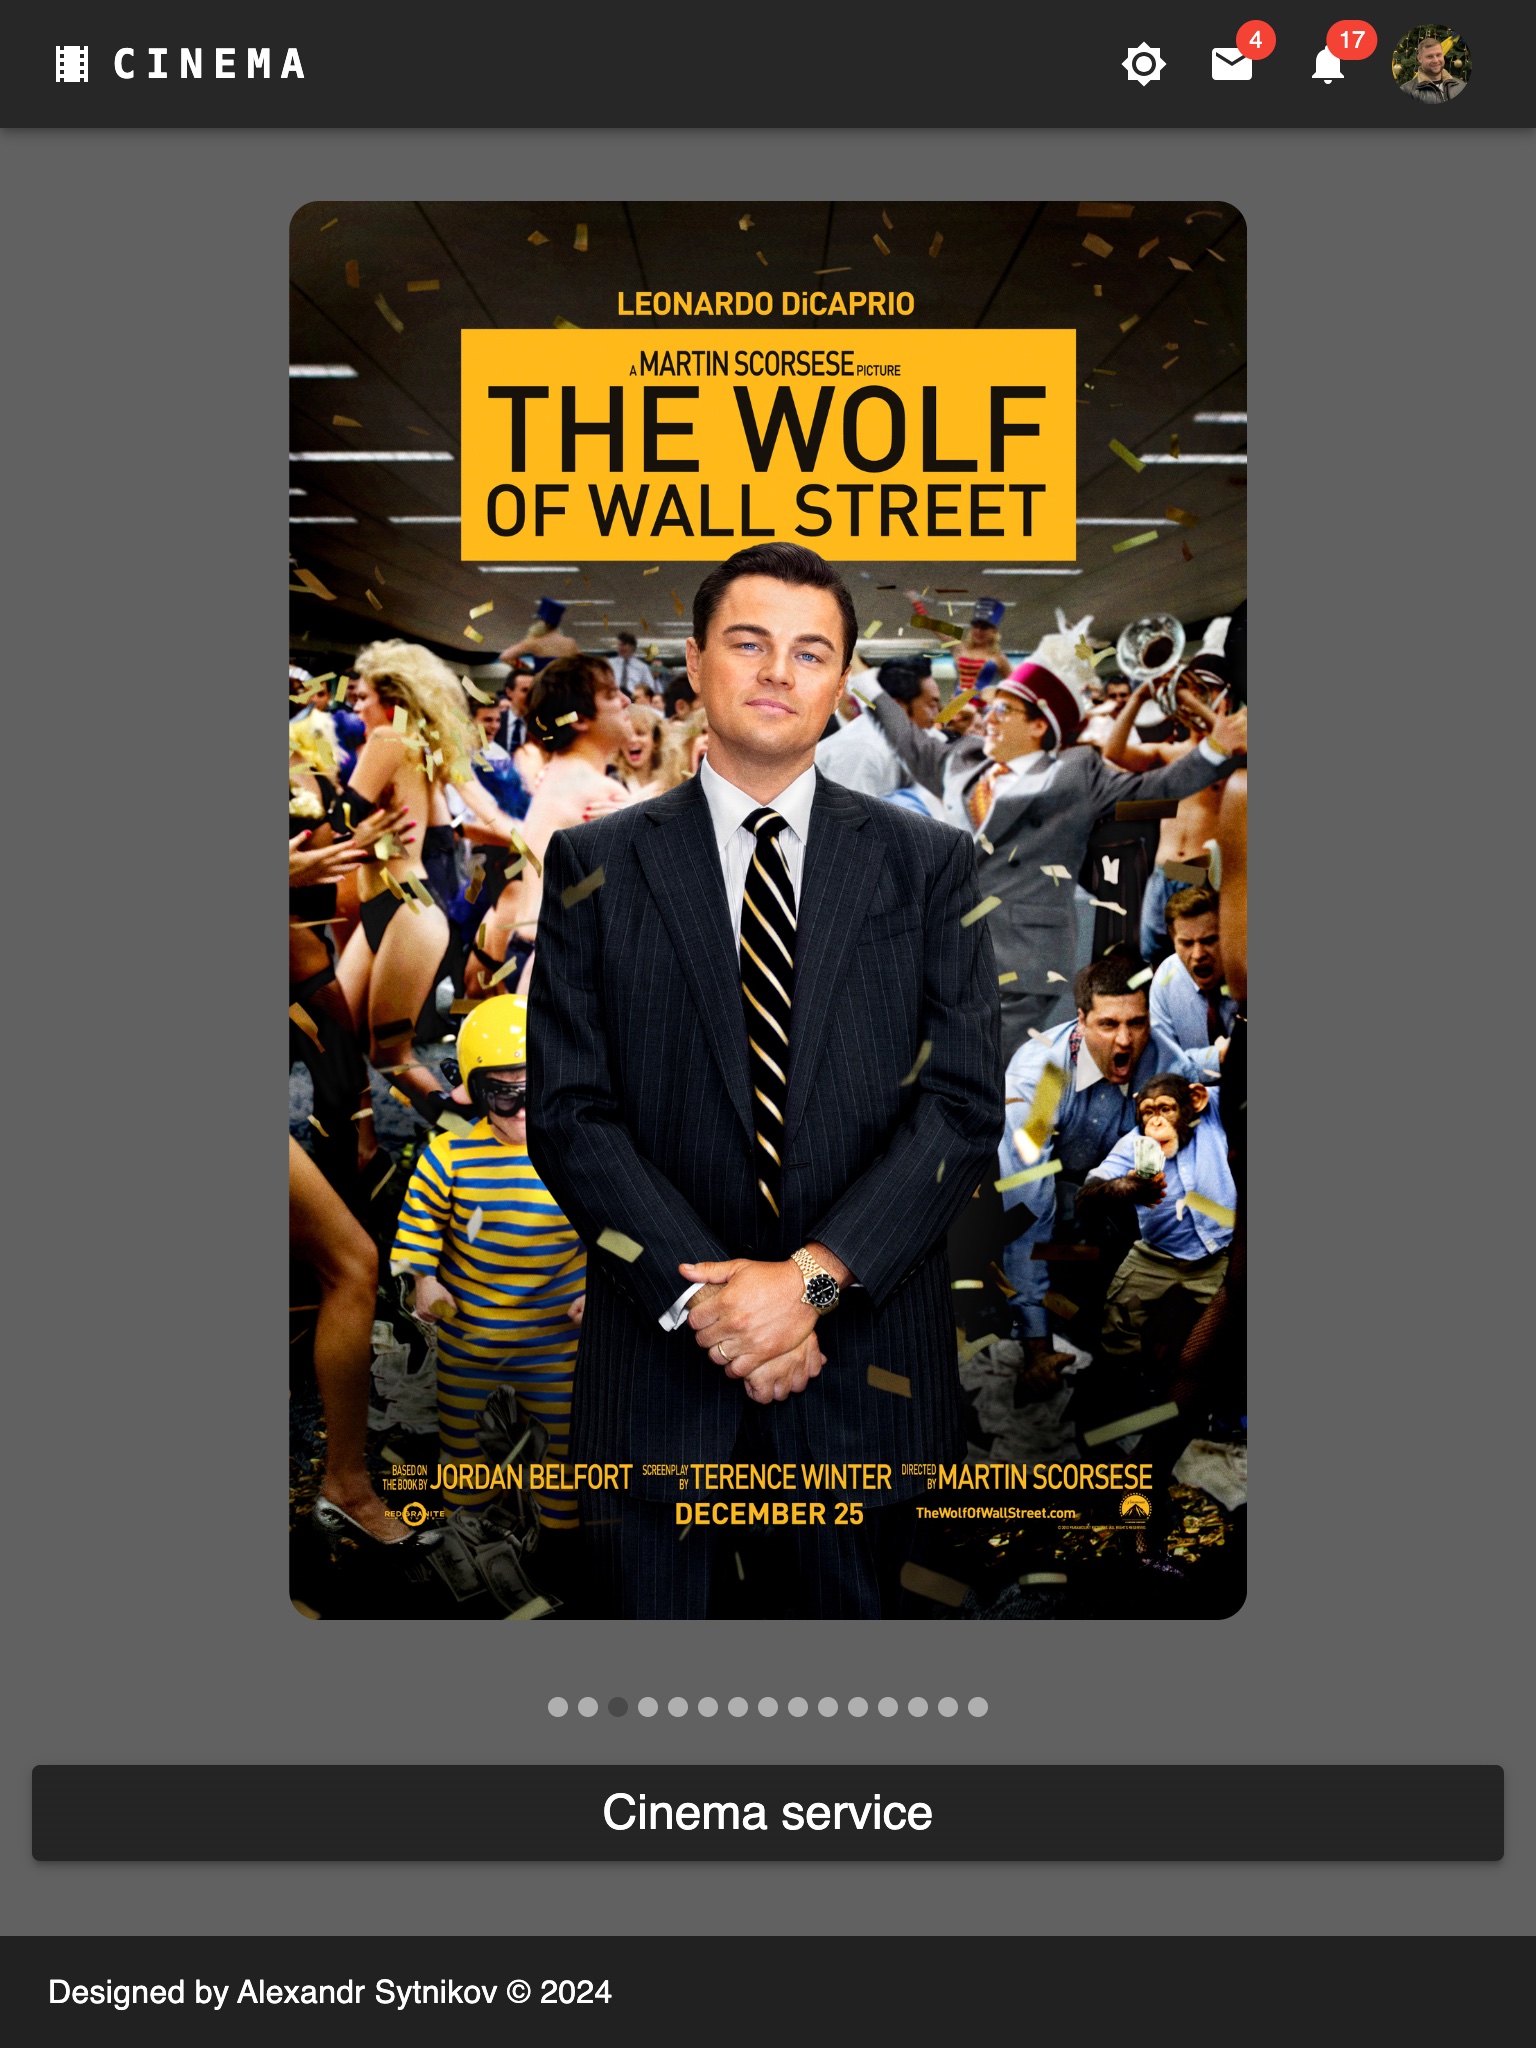 CINEMA
4
17
LEONARDO DiCAPRIO
A MARTIN SCORSESE PICTURE
THE WOLF
OF WALL STREET
BASED ON THE BOOK BY JORDAN BELFORT SCREENPLAY BY TERENCE WINTER DIRECTED BY MARTIN SCORSESE
RED GRANITE
DECEMBER 25
TheWolfOfWallStreet.com
Cinema service
Designed by Alexandr Sytnikov © 2024